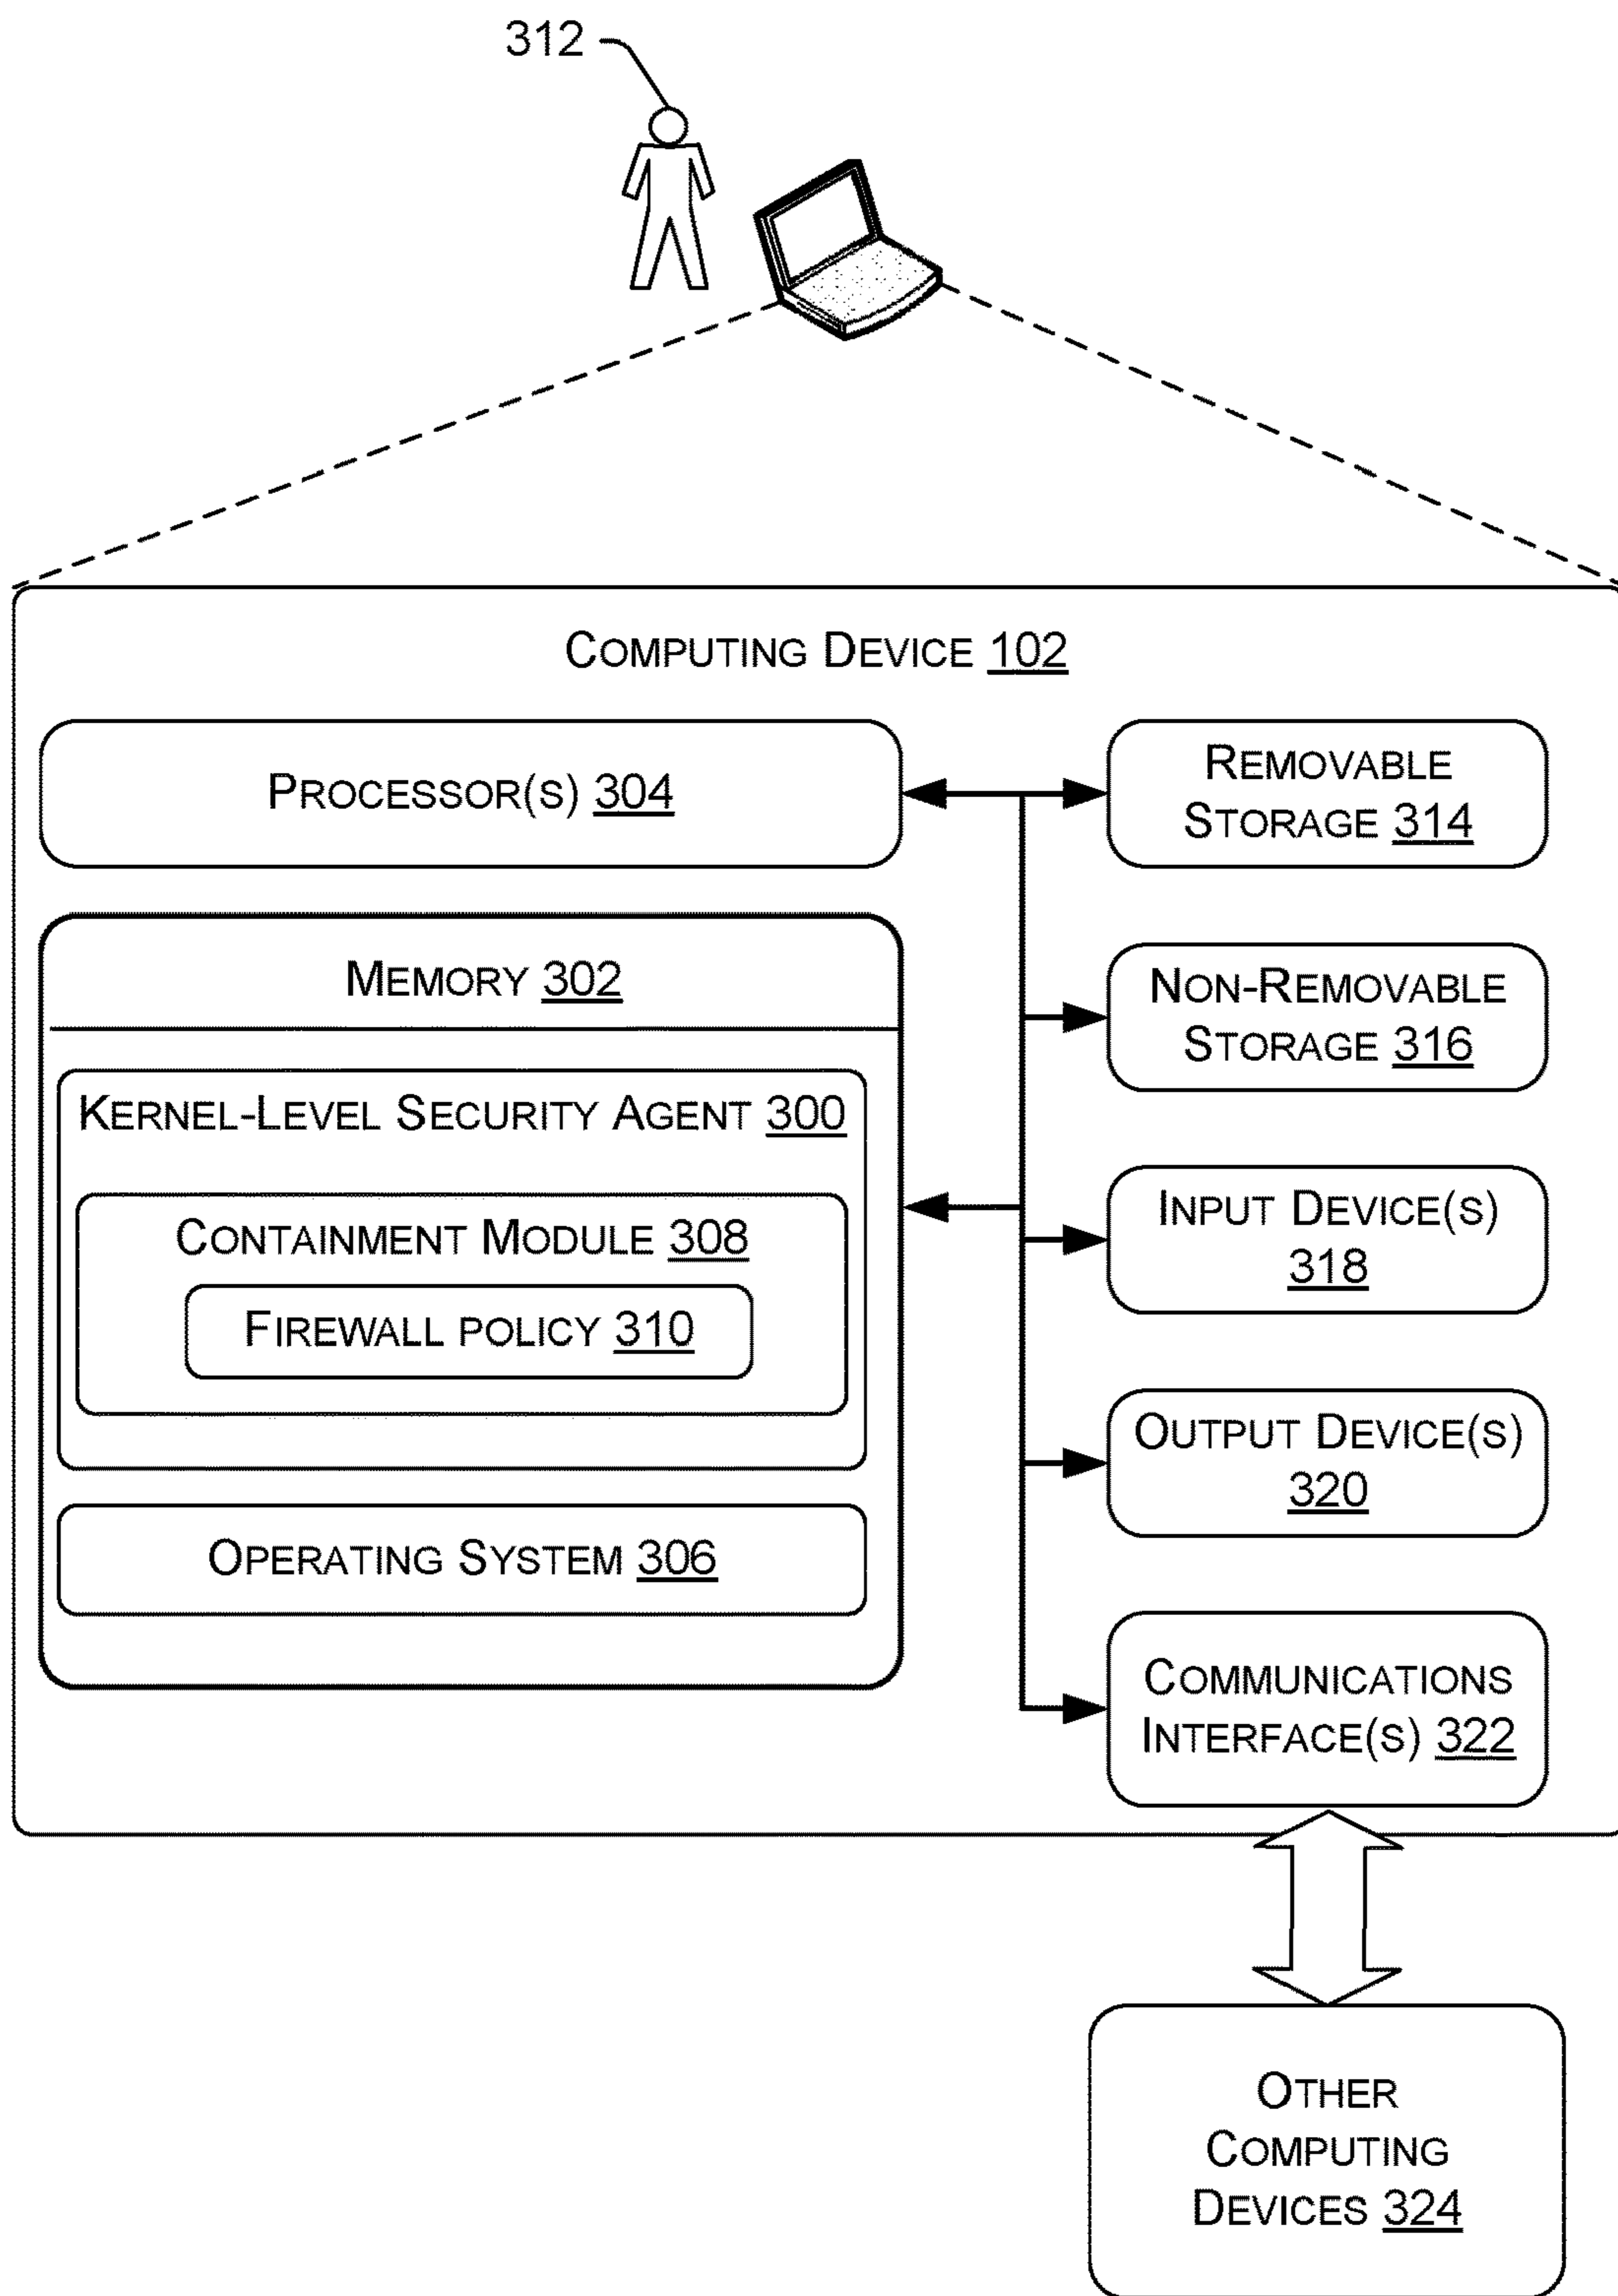 312
COMPUTING DEVICE 102
PROCESSOR(S) 304
MEMORY 302
KERNEL-LEVEL SECURITY AGENT 300
CONTAINMENT MODULE 308
FIREWALL POLICY 310
OPERATING SYSTEM 306
REMOVABLE
STORAGE 314
NON-REMOVABLE
STORAGE 316
INPUT DEVICE(S)
318
OUTPUT DEVICE(S)
320
COMMUNICATIONS
INTERFACE(S) 322
OTHER
COMPUTING
DEVICES 324